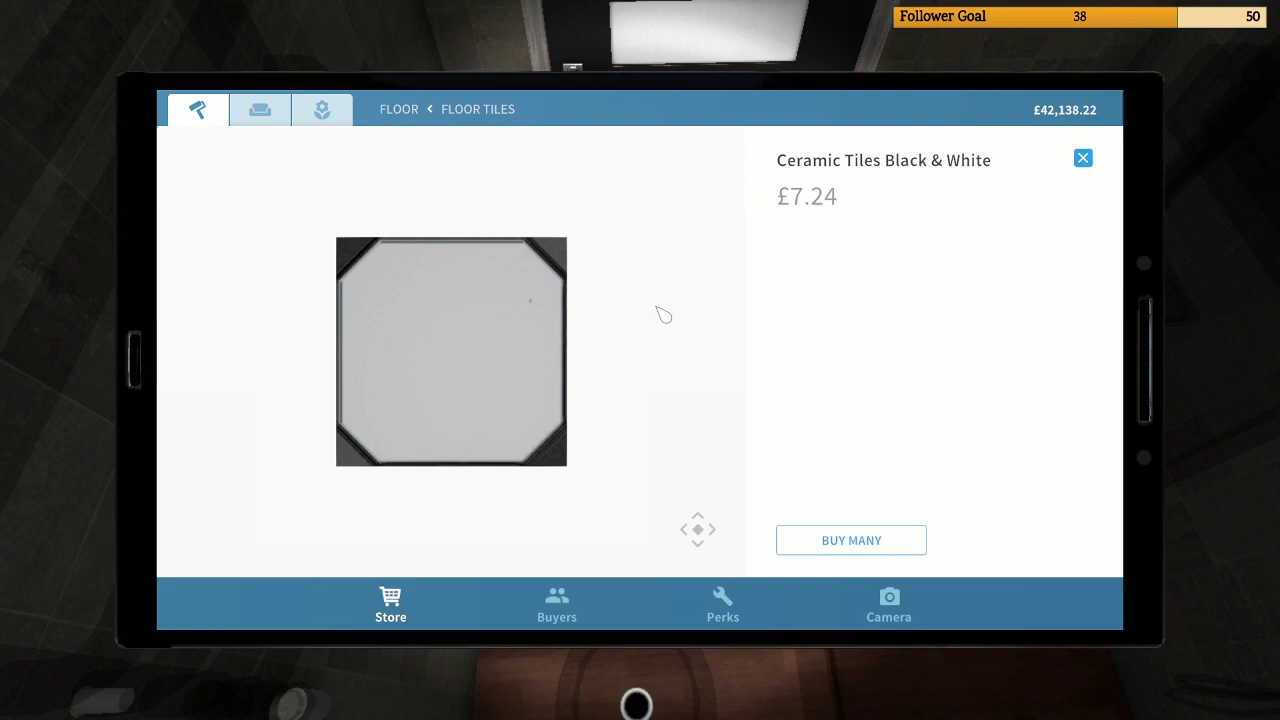 Follower Goal 38 50
FLOOR < FLOOR TILES
£42,138.22
Ceramic Tiles Black & White
£7.24
BUY MANY
Store
Buyers
Perks
Camera